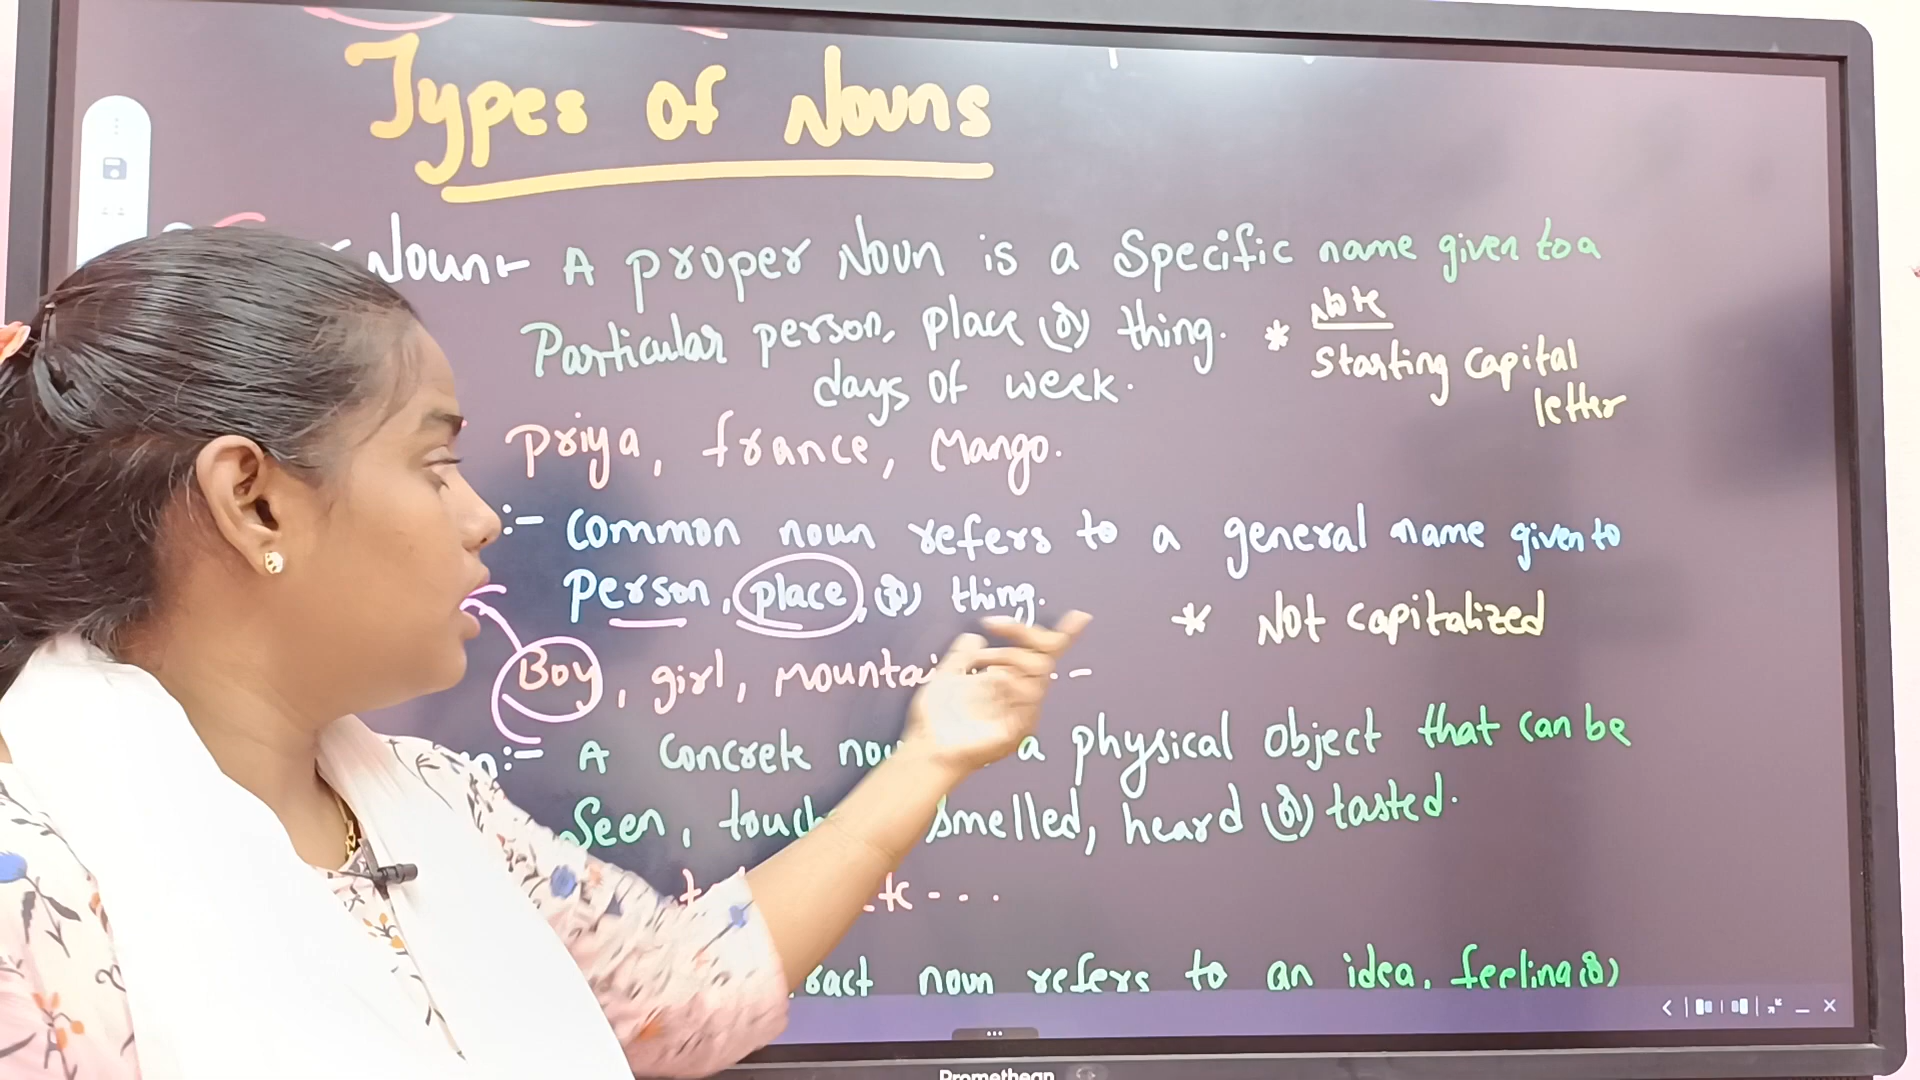 Types of Nouns
Noun :- A proper Noun is a Specific name given to a
Particular person, place (or) thing. * Note
days of week. Starting capital
letter
Priya, france, Mango.
:- Common noun refers to a general name given to
Person, place, (or) thing.
* Not capitalized
Boy, girl, mountai
:- A Concrete a physical object that can be
Seen, smelled, heard (or) tasted.
noun refers to an idea, feeling (or)
Promethean